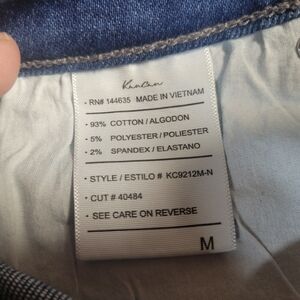 KanCan
· RN# 144635 MADE IN VIETNAM
· 93% COTTON / ALGODON
· 5% POLYESTER / POLIESTER
· 2% SPANDEX / ELASTANO
· STYLE / ESTILO # KC9212M-N
· CUT # 40484
· SEE CARE ON REVERSE
M